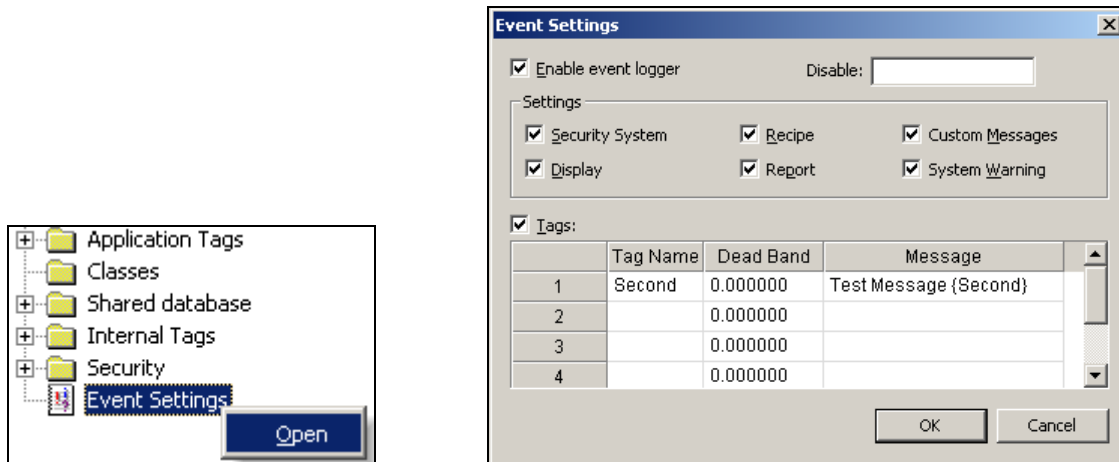 Application Tags
Classes
Shared database
Internal Tags
Security
Event Settings
Open
Event Settings
Enable event logger Disable:
Settings
Security System Recipe Custom Messages
Display Report System Warning
Tags:
Tag Name Dead Band Message
1 Second 0.000000 Test Message {Second}
2 0.000000
3 0.000000
4 0.000000
OK Cancel